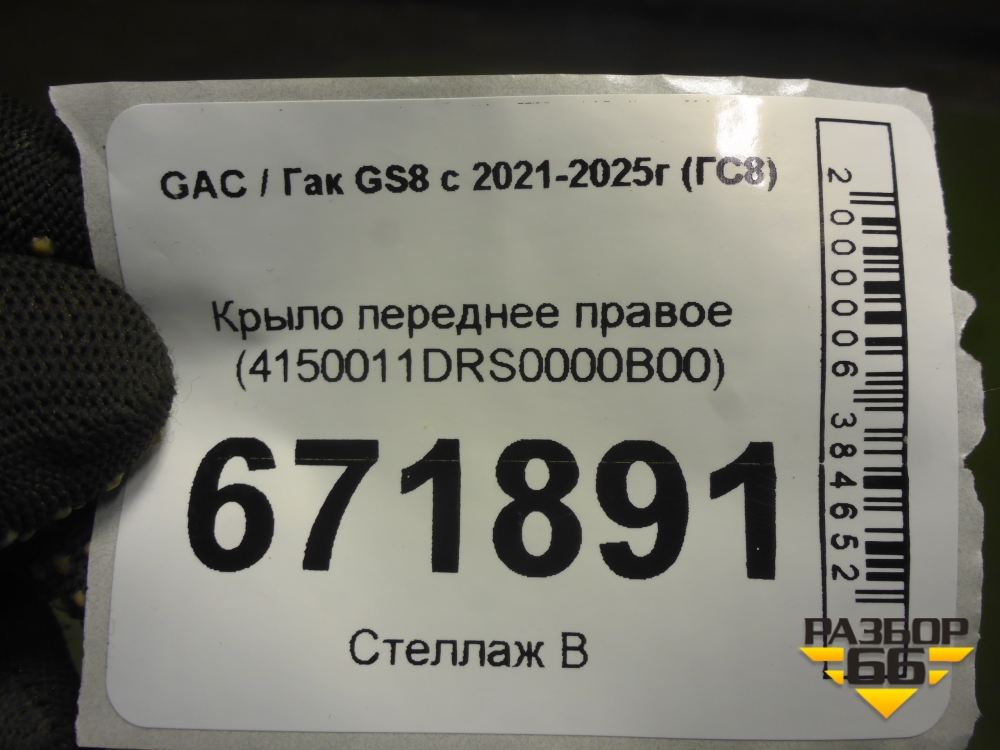 GAC / Гак GS8 с 2021-2025г (ГС8)
Крыло переднее правое
(4150011DRS0000B00)
671891
Стеллаж В
2000006384652
РАЗБОР
66